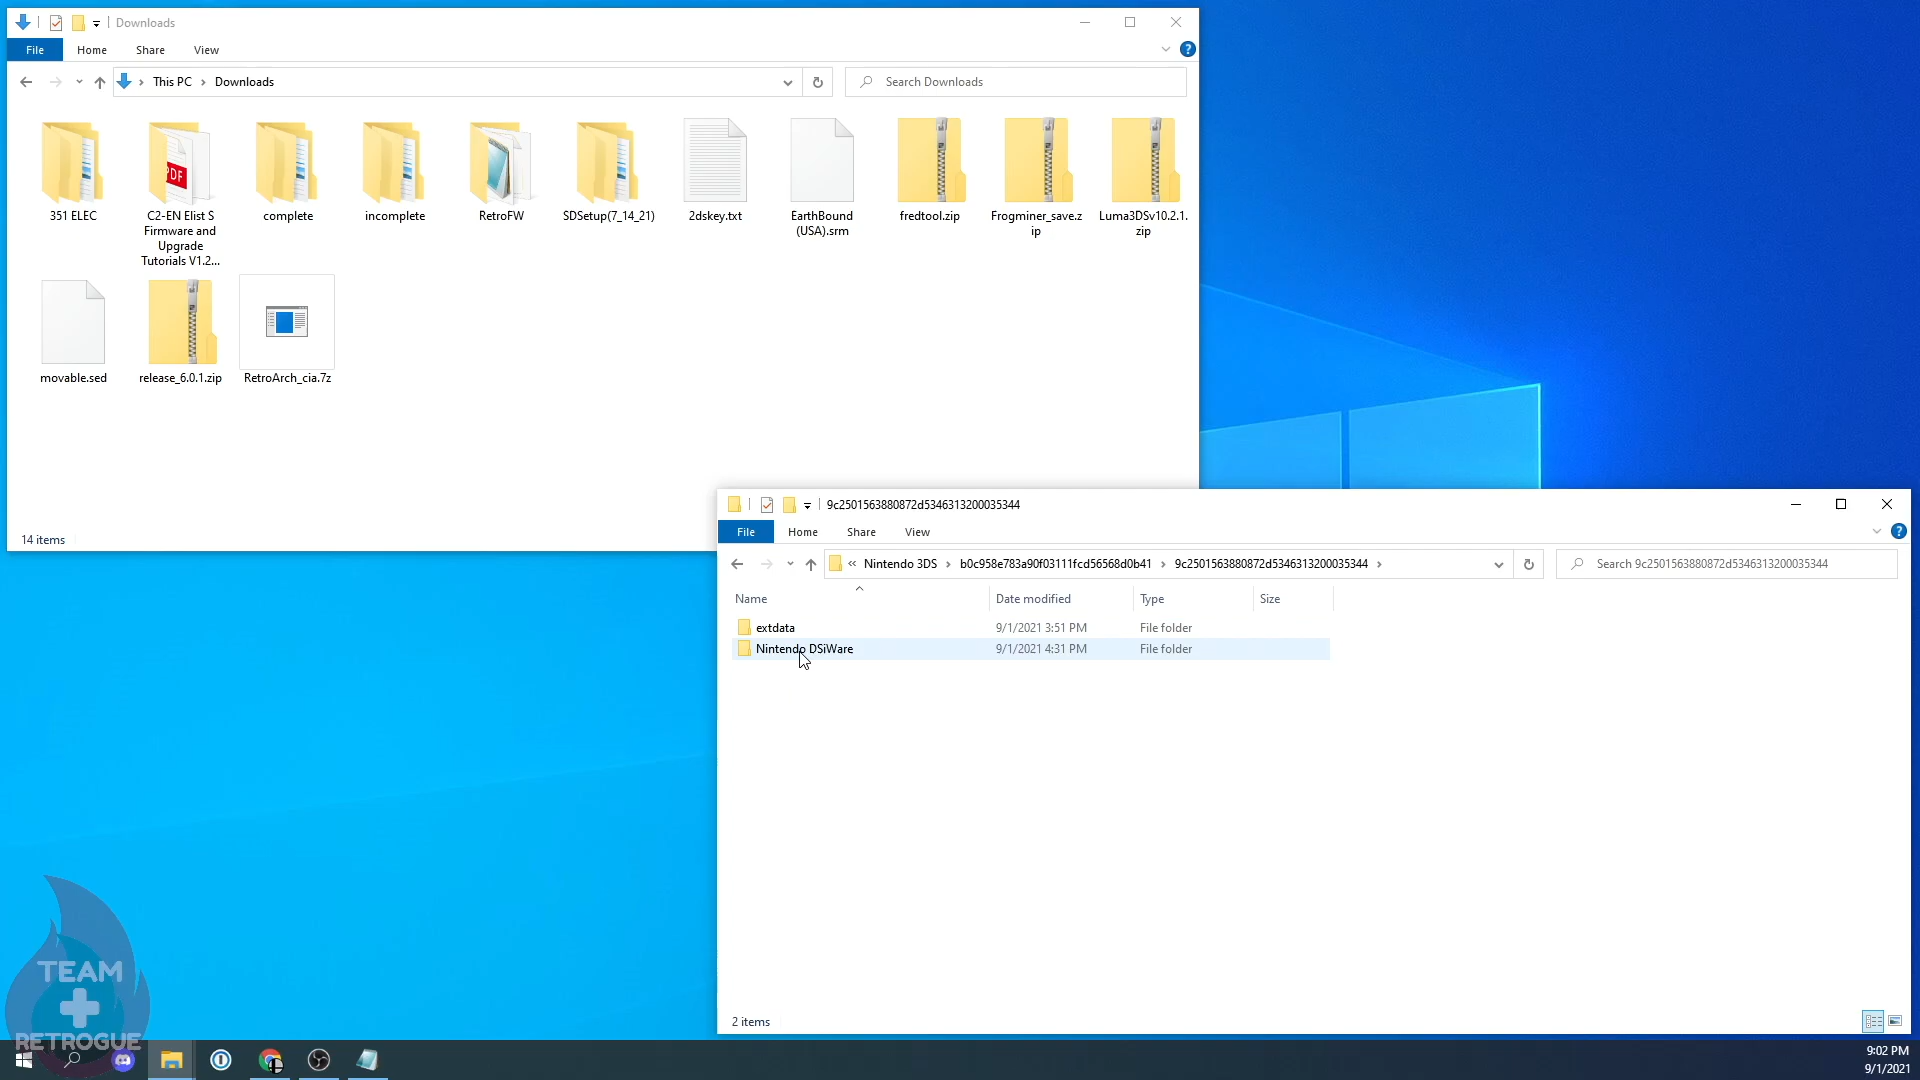 Downloads
File Home Share View
This PC Downloads
Search Downloads
351 ELEC
C2-EN Elist S
Firmware and
Upgrade
Tutorials V1.2...
complete
incomplete
RetroFW
SDSetup(7_14_21)
2dskey.txt
EarthBound
(USA).srm
fredtool.zip
Frogminer_save.z
ip
Luma3DSv10.2.1.
zip
movable.sed
release_6.0.1.zip
RetroArch_cia.7z
14 items
9c2501563880872d5346313200035344
File Home Share View
« Nintendo 3DS b0c958e783a90f03111fcd56568d0b41 9c2501563880872d5346313200035344
Search 9c2501563880872d5346313200035344
Name Date modified Type Size
extdata 9/1/2021 3:51 PM File folder
Nintendo DSiWare 9/1/2021 4:31 PM File folder
2 items
TEAM
RETROGUE
9:02 PM
9/1/2021